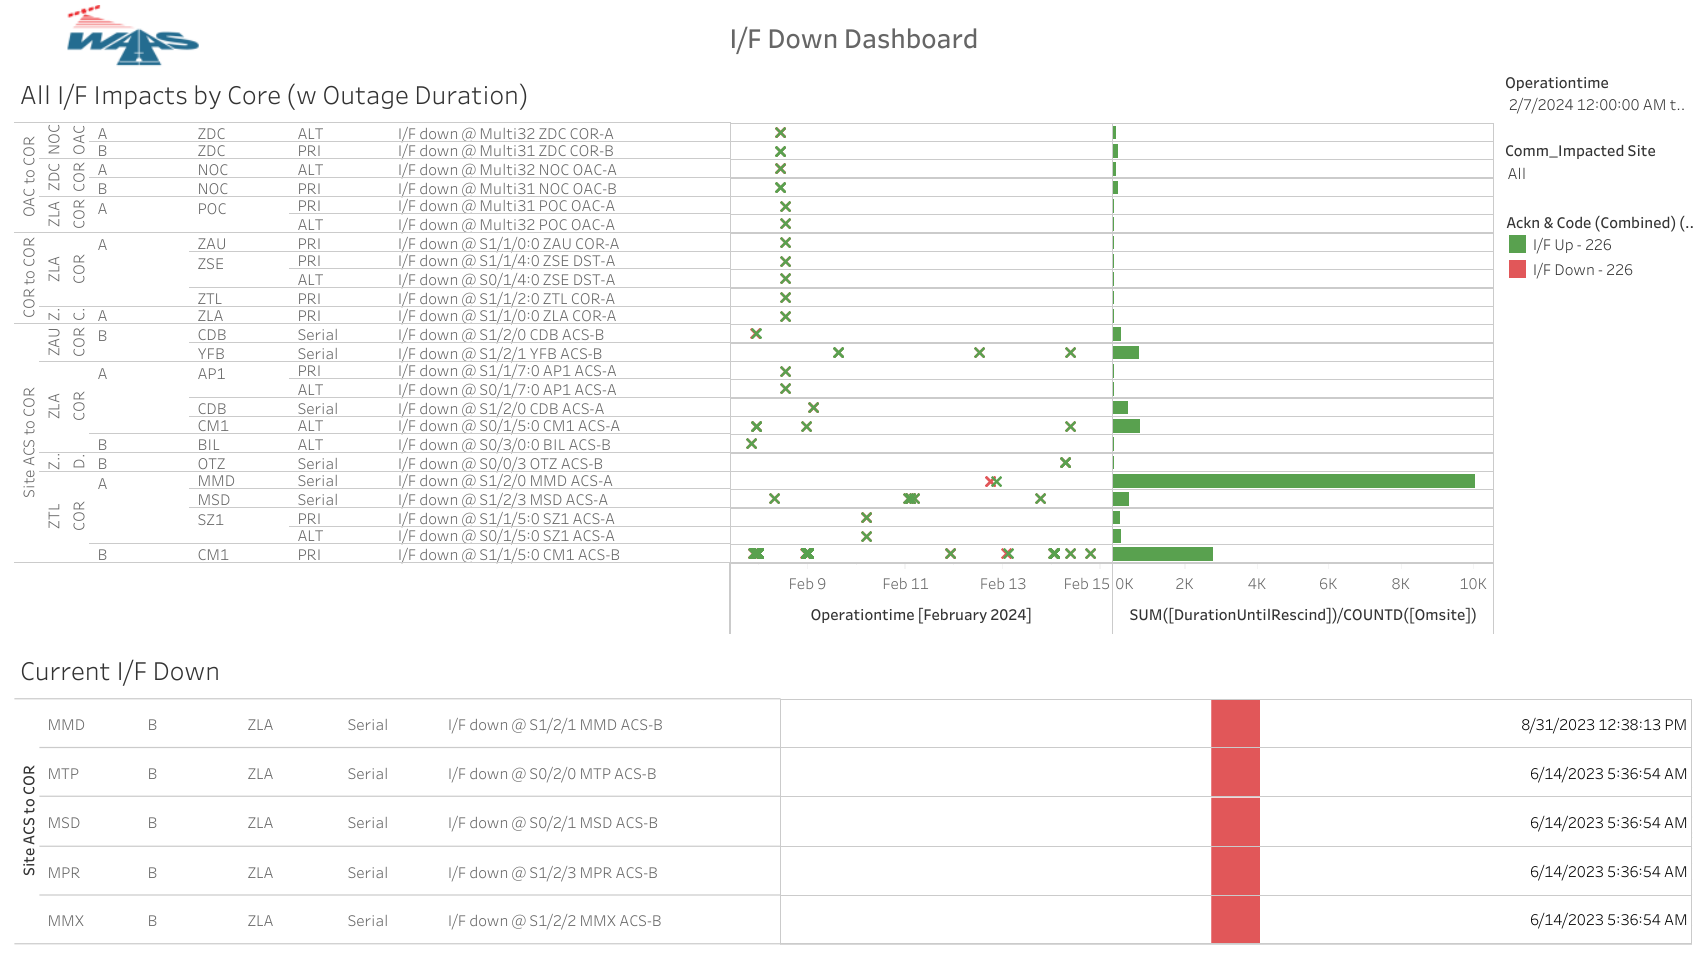 WAAS
I/F Down Dashboard
All I/F Impacts by Core (w Outage Duration)
Operationtime
2/7/2024 12:00:00 AM t..
Comm_Impacted Site
All
Ackn & Code (Combined) (..
I/F Up - 226
I/F Down - 226
OAC to COR
NOC OAC A ZDC ALT I/F down @ Multi32 ZDC COR-A
B ZDC PRI I/F down @ Multi31 ZDC COR-B
ZDC COR A NOC ALT I/F down @ Multi32 NOC OAC-A
B NOC PRI I/F down @ Multi31 NOC OAC-B
ZLA COR A POC PRI I/F down @ Multi31 POC OAC-A
ALT I/F down @ Multi32 POC OAC-A
COR to COR
ZLA COR A ZAU PRI I/F down @ S1/1/0:0 ZAU COR-A
ZSE PRI I/F down @ S1/1/4:0 ZSE DST-A
ALT I/F down @ S0/1/4:0 ZSE DST-A
ZTL PRI I/F down @ S1/1/2:0 ZTL COR-A
Z.. C.. A ZLA PRI I/F down @ S1/1/0:0 ZLA COR-A
Site ACS to COR
ZAU COR B CDB Serial I/F down @ S1/2/0 CDB ACS-B
YFB Serial I/F down @ S1/2/1 YFB ACS-B
ZLA COR A AP1 PRI I/F down @ S1/1/7:0 AP1 ACS-A
ALT I/F down @ S0/1/7:0 AP1 ACS-A
CDB Serial I/F down @ S1/2/0 CDB ACS-A
CM1 ALT I/F down @ S0/1/5:0 CM1 ACS-A
B BIL ALT I/F down @ S0/3/0:0 BIL ACS-B
Z.. D.. B OTZ Serial I/F down @ S0/0/3 OTZ ACS-B
ZTL COR A MMD Serial I/F down @ S1/2/0 MMD ACS-A
MSD Serial I/F down @ S1/2/3 MSD ACS-A
SZ1 PRI I/F down @ S1/1/5:0 SZ1 ACS-A
ALT I/F down @ S0/1/5:0 SZ1 ACS-A
B CM1 PRI I/F down @ S1/1/5:0 CM1 ACS-B
Feb 9 Feb 11 Feb 13 Feb 15 0K 2K 4K 6K 8K 10K
Operationtime [February 2024] SUM([DurationUntilRescind])/COUNTD([Omsite])
Current I/F Down
Site ACS to COR
MMD B ZLA Serial I/F down @ S1/2/1 MMD ACS-B 8/31/2023 12:38:13 PM
MTP B ZLA Serial I/F down @ S0/2/0 MTP ACS-B 6/14/2023 5:36:54 AM
MSD B ZLA Serial I/F down @ S0/2/1 MSD ACS-B 6/14/2023 5:36:54 AM
MPR B ZLA Serial I/F down @ S1/2/3 MPR ACS-B 6/14/2023 5:36:54 AM
MMX B ZLA Serial I/F down @ S1/2/2 MMX ACS-B 6/14/2023 5:36:54 AM